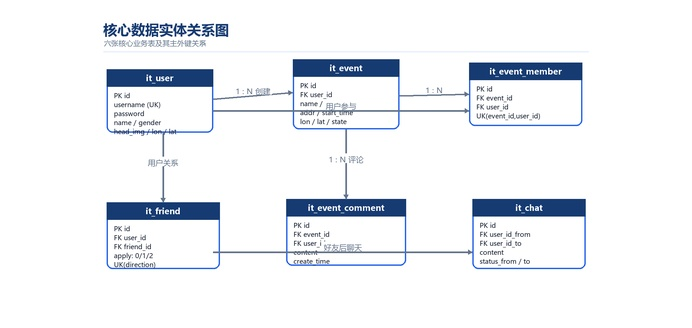 核心数据实体关系图
六张核心业务表及其主外键关系
it_user
PK id
username (UK)
password
name / gender
head_img / lon / lat
1 : N 创建
it_event
PK id
FK user_id
name /
addr / start_time
lon / lat / state
用户参与
1 : N
it_event_member
PK id
FK event_id
FK user_id
UK(event_id,user_id)
用户关系
1 : N 评论
it_friend
PK id
FK user_id
FK friend_id
apply: 0/1/2
UK(direction)
it_event_comment
PK id
FK event_id
FK user_i
content
create_time
好友后聊天
it_chat
PK id
FK user_id_from
FK user_id_to
content
status_from / to